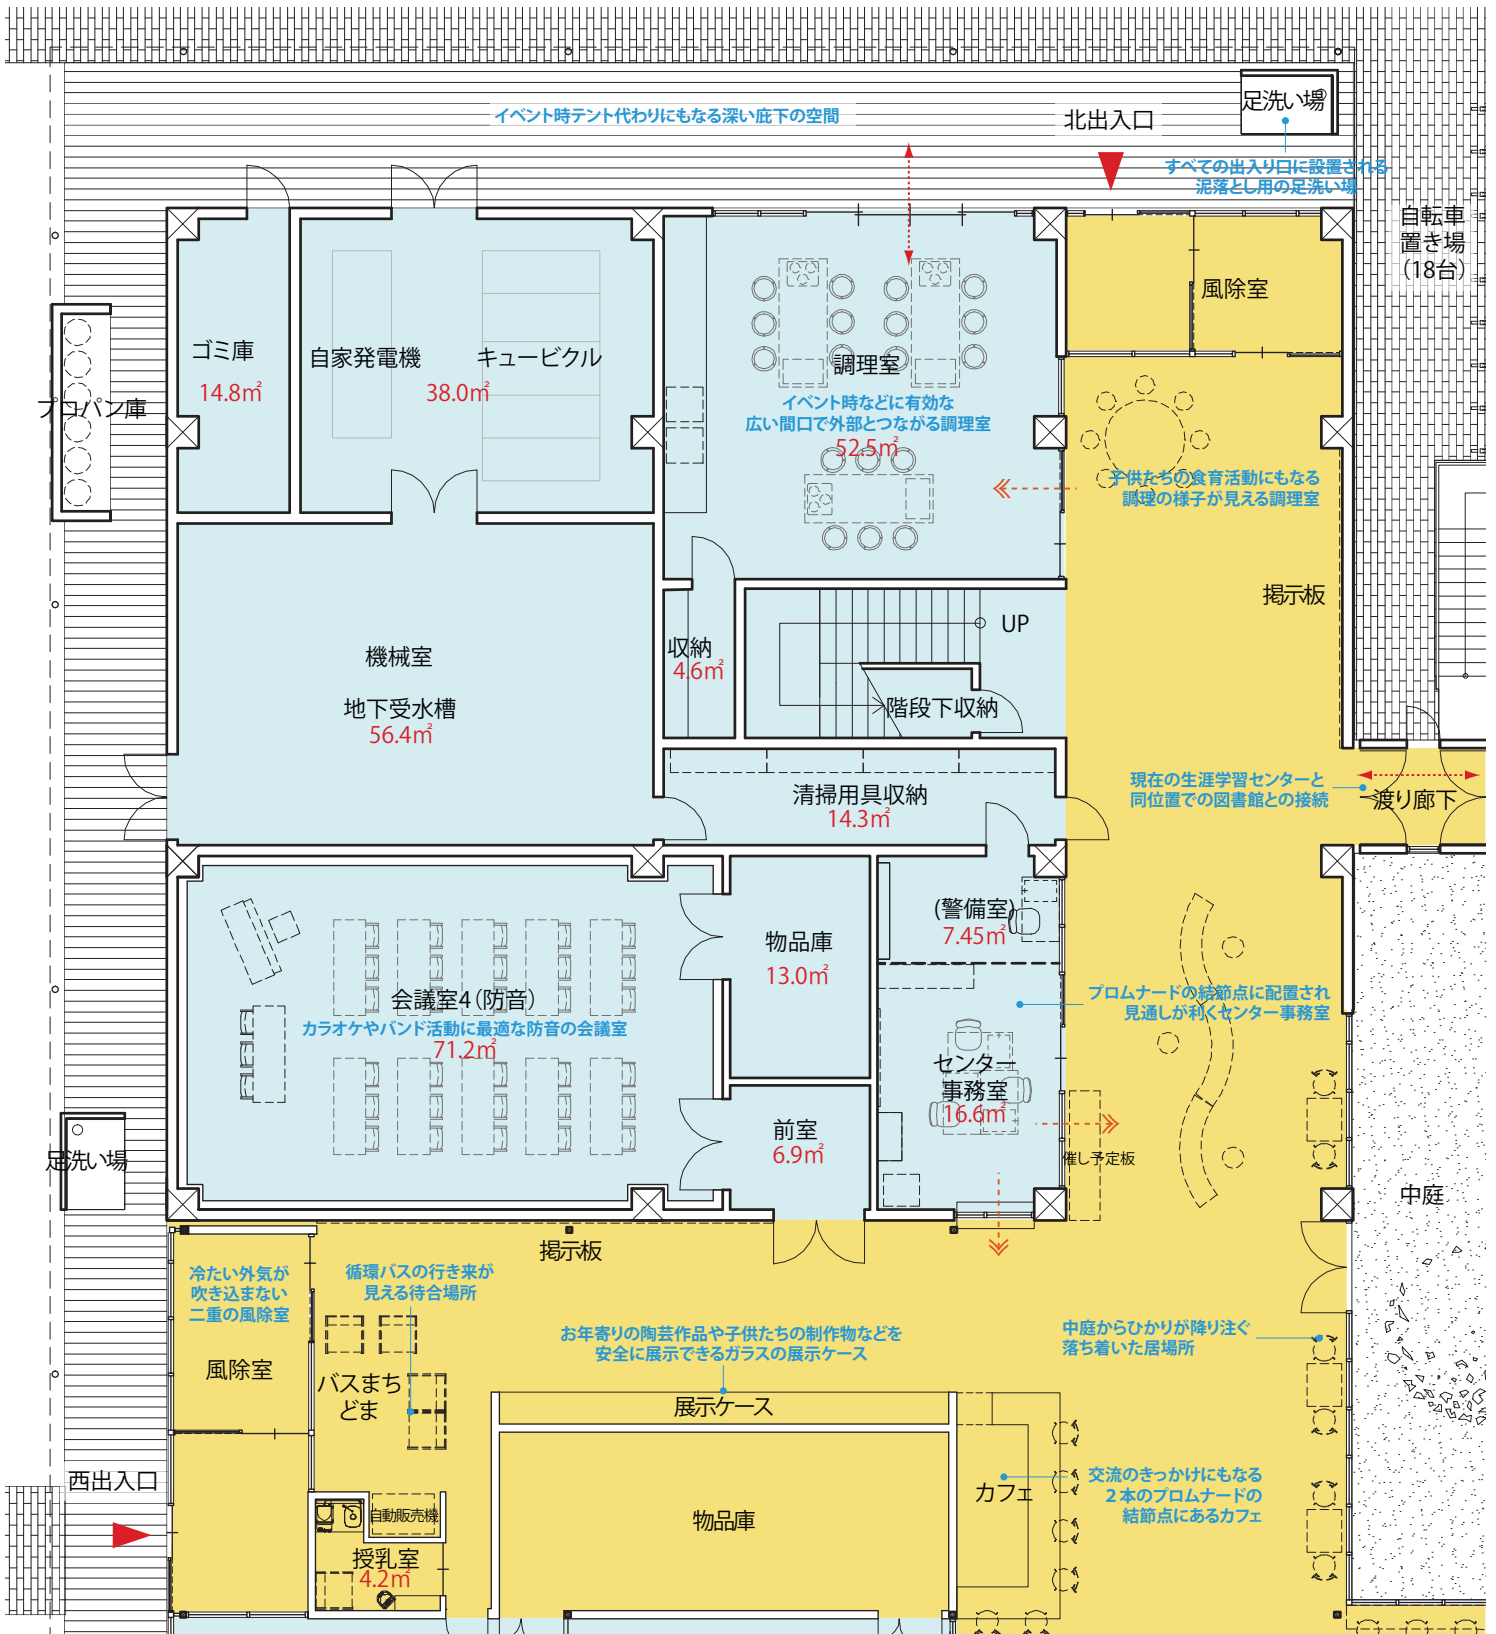 足洗い場
イベント時テント代わりにもなる深い庇下の空間
北出入口
すべての出入り口に設置される
泥落とし用の足洗い場
自転車
置き場
（18台）
風除室
ゴミ庫
14.8㎡
自家発電機
キュービクル
38.0㎡
調理室
イベント時などに有効な
広い間口で外部とつながる調理室
52.5㎡
プロパン庫
子供たちの食育活動にもなる
調理の様子が見える調理室
掲示板
UP
収納
4.6㎡
機械室
地下受水槽
56.4㎡
階段下収納
現在の生涯学習センターと
同位置での図書館との接続
渡り廊下
清掃用具収納
14.3㎡
(警備室)
7.45㎡
物品庫
13.0㎡
会議室4（防音）
カラオケやバンド活動に最適な防音の会議室
71.2㎡
プロムナードの結節点に配置され
見通しが利くセンター事務室
センター
事務室
16.6㎡
前室
6.9㎡
催し予定板
足洗い場
中庭
掲示板
冷たい外気が
吹き込まない
二重の風除室
循環バスの行き来が
見える待合場所
お年寄りの陶芸作品や子供たちの制作物などを
安全に展示できるガラスの展示ケース
中庭からひかりが降り注ぐ
落ち着いた居場所
風除室
バスまち
どま
展示ケース
西出入口
カフェ
交流のきっかけにもなる
２本のプロムナードの
結節点にあるカフェ
自動販売機
物品庫
授乳室
4.2㎡